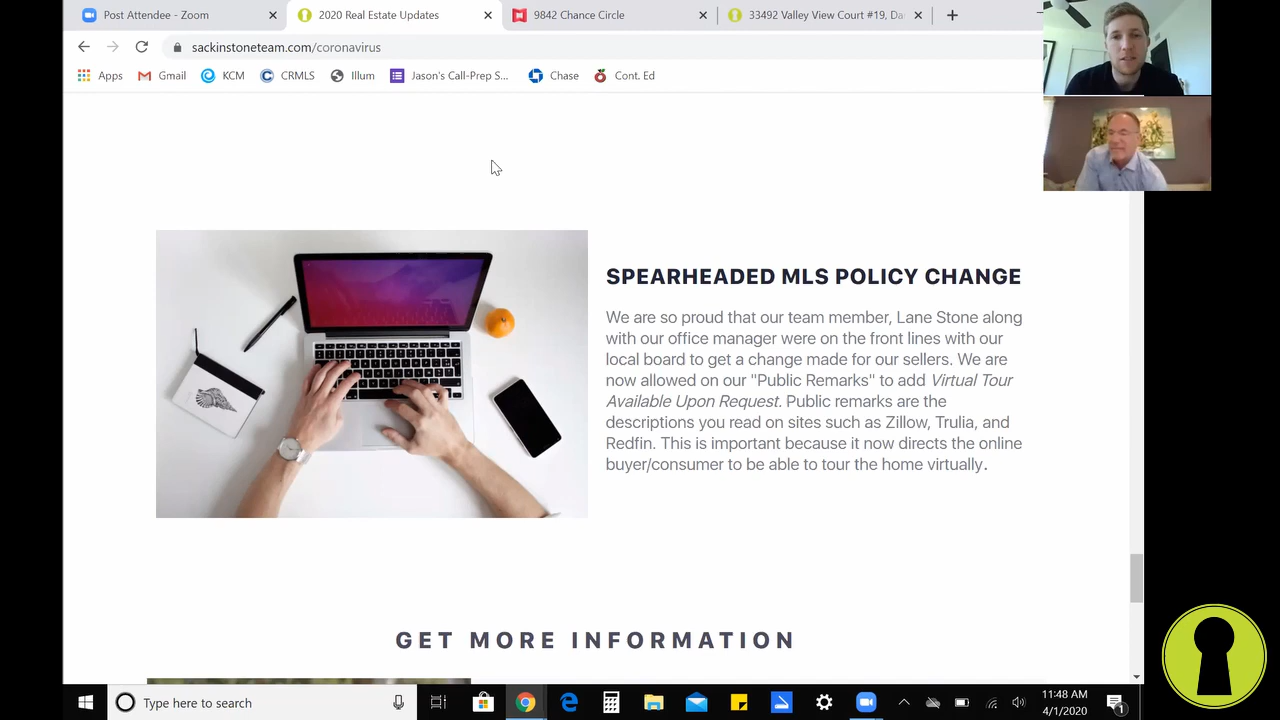 Post Attendee - Zoom
2020 Real Estate Updates
9842 Chance Circle
33492 Valley View Court #19, Da
sackinstoneteam.com/coronavirus
Apps
Gmail
KCM
CRMLS
Illum
Jason's Call-Prep S...
Chase
Cont. Ed
SPEARHEADED MLS POLICY CHANGE
We are so proud that our team member, Lane Stone along
with our office manager were on the front lines with our
local board to get a change made for our sellers. We are
now allowed on our "Public Remarks" to add Virtual Tour
Available Upon Request. Public remarks are the
descriptions you read on sites such as Zillow, Trulia, and
Redfin. This is important because it now directs the online
buyer/consumer to be able to tour the home virtually.
GET MORE INFORMATION
Type here to search
11:48 AM
4/1/2020
1